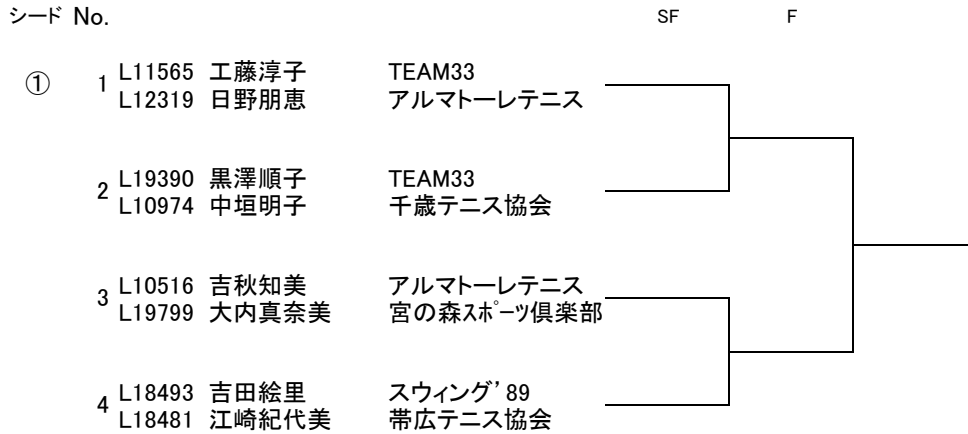 シード No. SF F
① 1 L11565 工藤淳子 TEAM33
L12319 日野朋恵 アルマトーレテニス
2 L19390 黒澤順子 TEAM33
L10974 中垣明子 千歳テニス協会
3 L10516 吉秋知美 アルマトーレテニス
L19799 大内真奈美 宮の森スポーツ倶楽部
4 L18493 吉田絵里 スウィング’89
L18481 江崎紀代美 帯広テニス協会